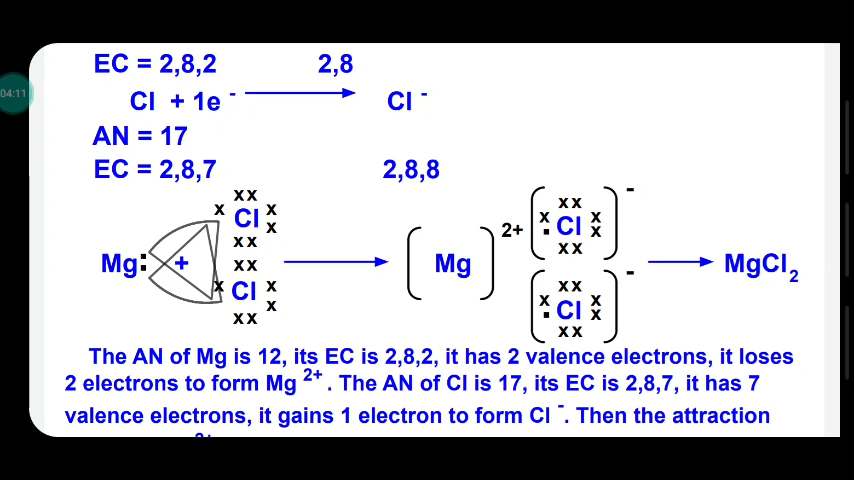 04:11
EC = 2,8,2 2,8
Cl + 1e⁻ Cl⁻
AN = 17
EC = 2,8,7 2,8,8
xx xx
x Cl x x Cl x
x . x
xx xx
Mg: + xx Mg 2+ - MgCl₂
x Cl x xx -
x x Cl x
xx . x
xx
The AN of Mg is 12, its EC is 2,8,2, it has 2 valence electrons, it loses
2 electrons to form Mg ²⁺. The AN of Cl is 17, its EC is 2,8,7, it has 7
valence electrons, it gains 1 electron to form Cl ⁻. Then the attraction